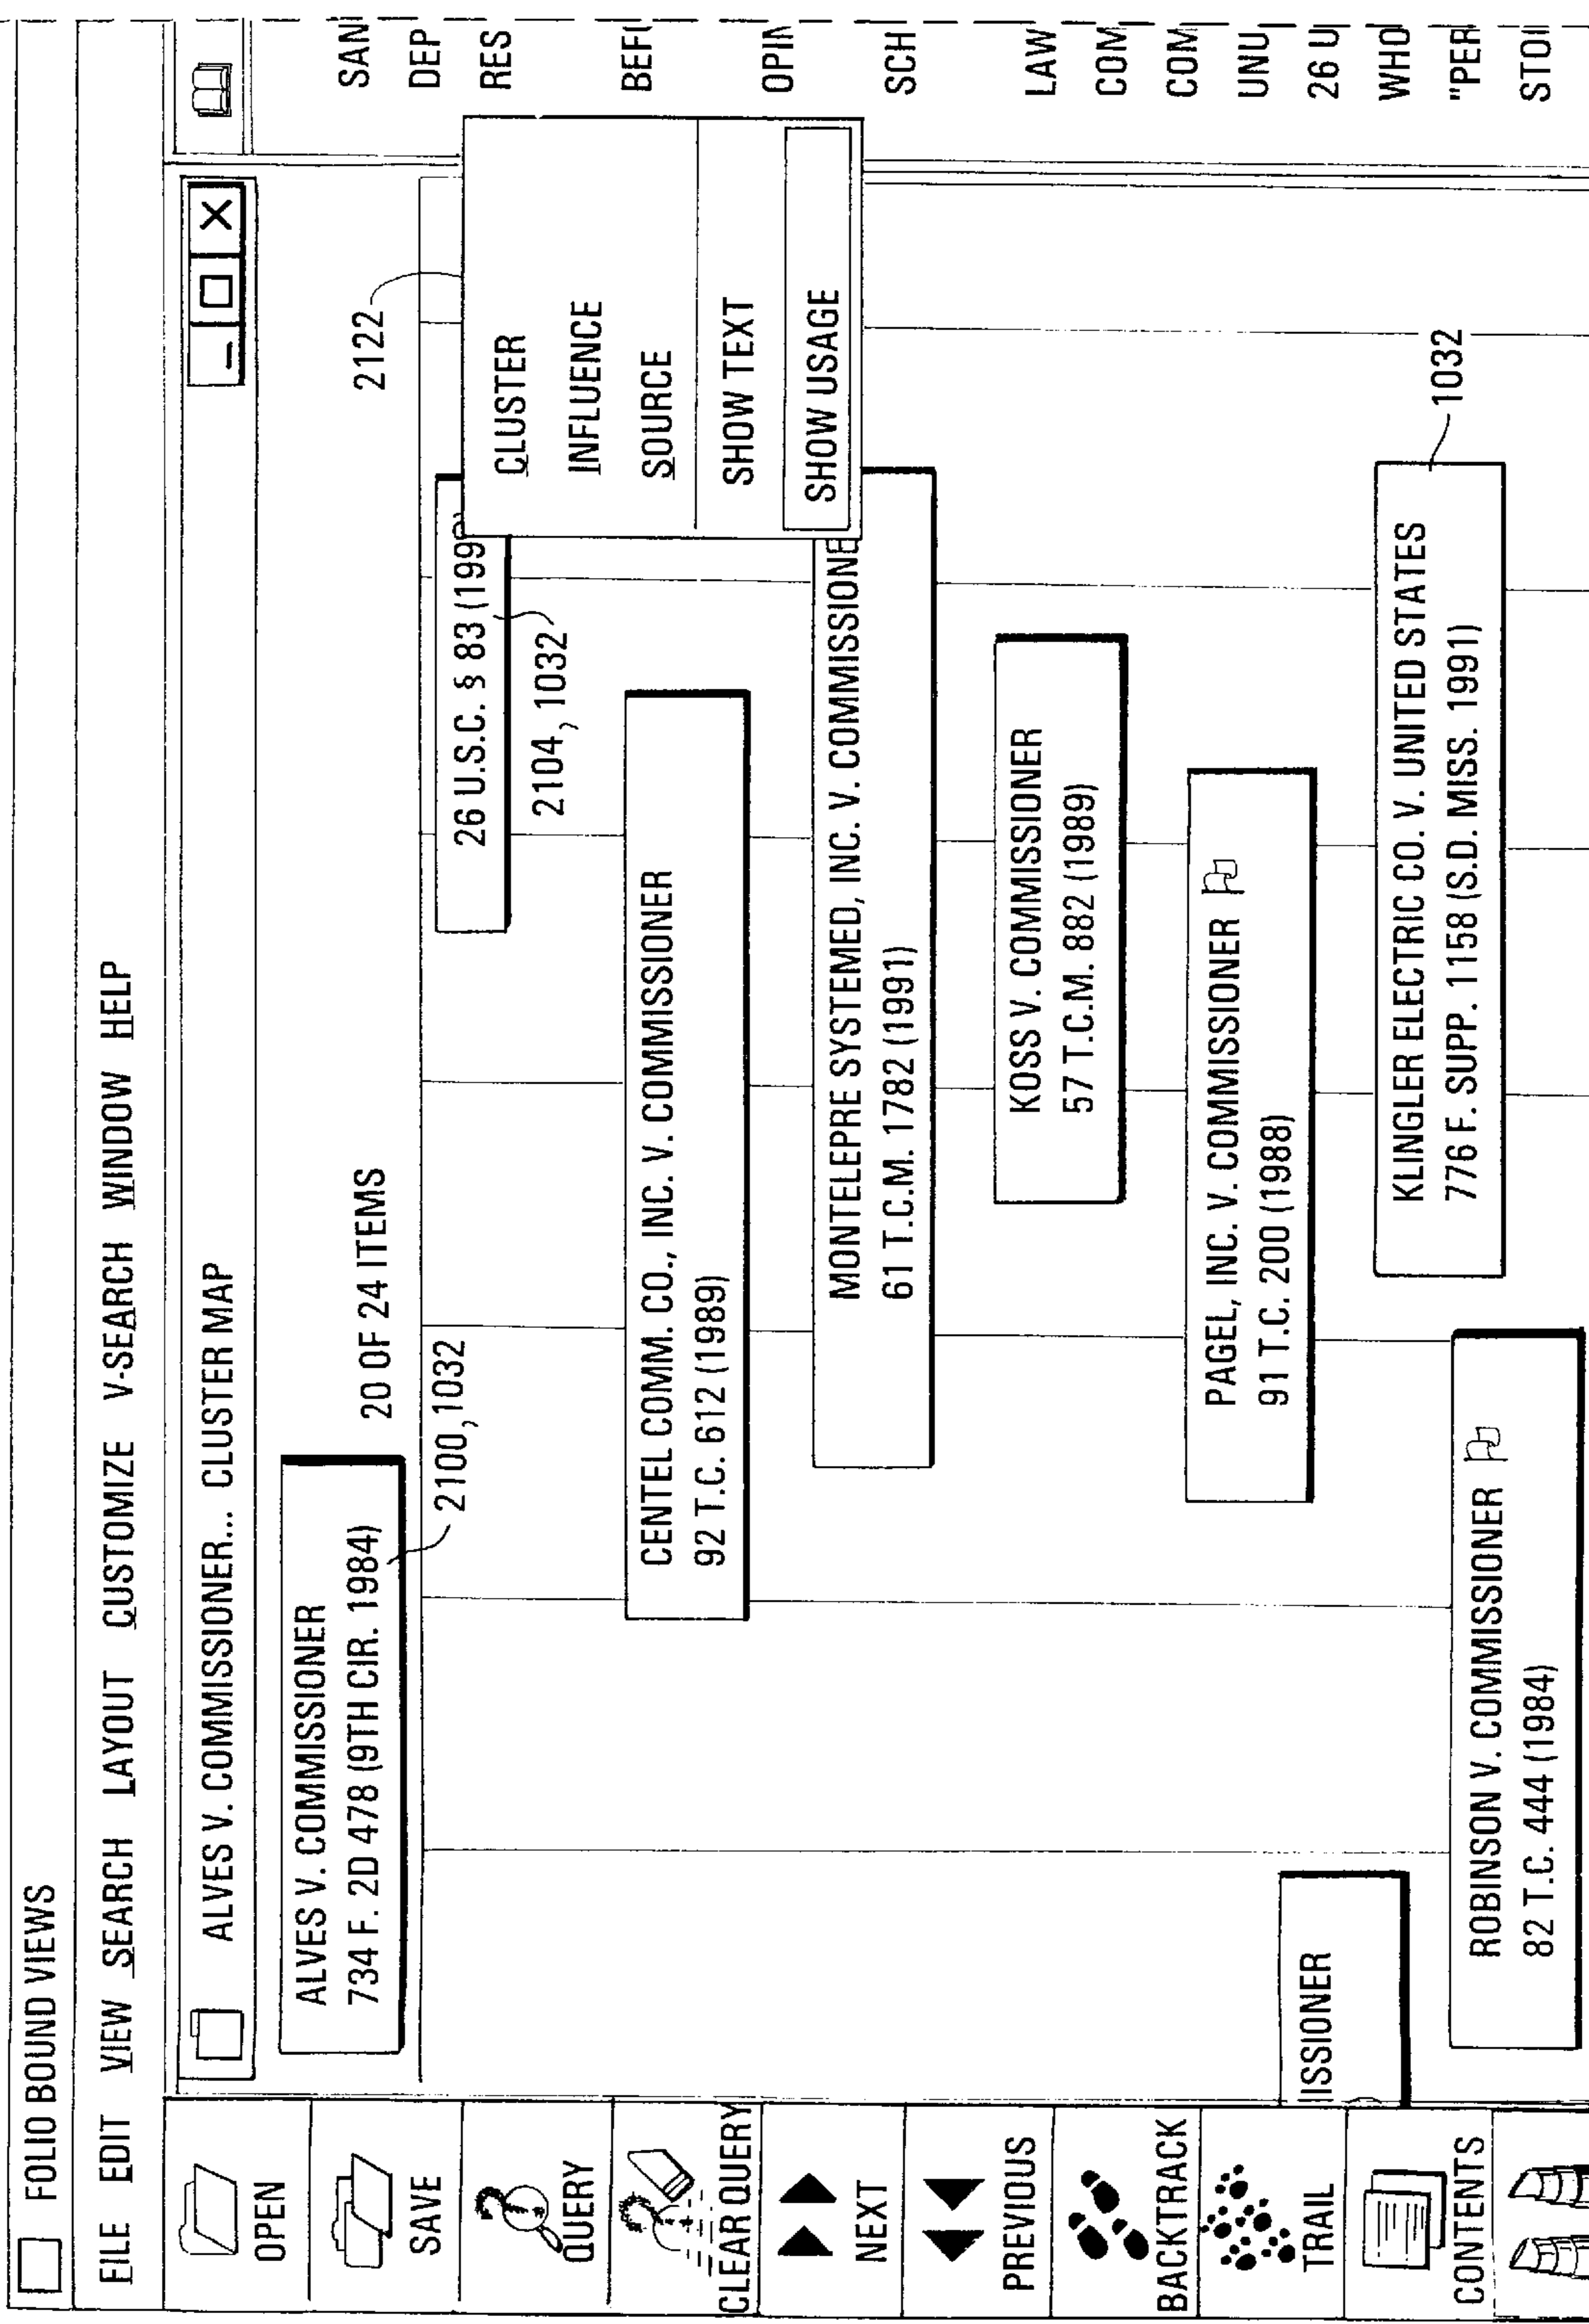 FOLIO BOUND VIEWS
FILE EDIT VIEW SEARCH LAYOUT CUSTOMIZE V-SEARCH WINDOW HELP
OPEN
SAVE
QUERY
CLEAR QUERY
NEXT
PREVIOUS
BACKTRACK
TRAIL
CONTENTS
ALVES V. COMMISSIONER... CLUSTER MAP
ALVES V. COMMISSIONER
734 F. 2D 478 (9TH CIR. 1984)
20 OF 24 ITEMS
2100,1032
2122
26 U.S.C. § 83 (199
2104, 1032
CLUSTER
INFLUENCE
SOURCE
SHOW TEXT
SHOW USAGE
CENTEL COMM. CO., INC. V. COMMISSIONER
92 T.C. 612 (1989)
MONTELEPRE SYSTEMED, INC. V. COMMISSIONE
61 T.C.M. 1782 (1991)
KOSS V. COMMISSIONER
57 T.C.M. 882 (1989)
PAGEL, INC. V. COMMISSIONER
91 T.C. 200 (1988)
ISSIONER
KLINGLER ELECTRIC CO. V. UNITED STATES
776 F. SUPP. 1158 (S.D. MISS. 1991)
1032
ROBINSON V. COMMISSIONER
82 T.C. 444 (1984)
SAN
DEP
RES
BEF
OPIN
SCH
LAW
COM
COM
UNU
26 U
WHO
"PER
STO